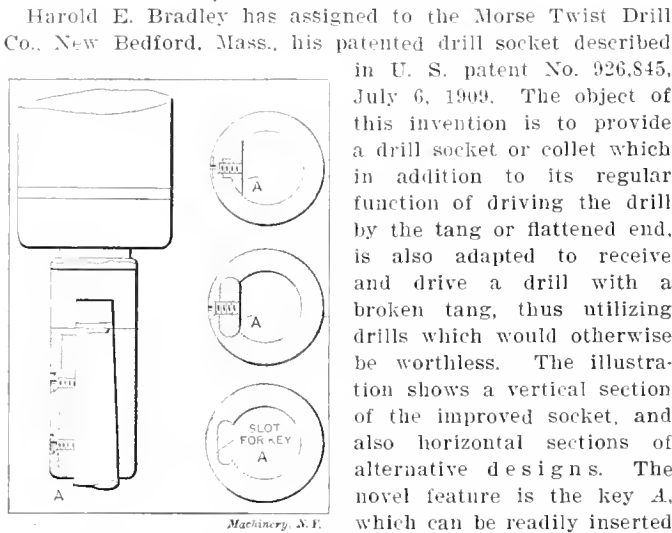 Harold E. Bradley has assigned to the Morse Twist Drill
Co., New Bedford, Mass., his patented drill socket described
in U. S. patent No. 926,845,
July 6, 1909. The object of
this invention is to provide
a drill socket or collet which
in addition to its regular
function of driving the drill
by the tang or flattened end,
is also adapted to receive
and drive a drill with a
broken tang, thus utilizing
drills which would otherwise
be worthless. The illustra-
tion shows a vertical section
of the improved socket, and
also horizontal sections of
alternative designs. The
novel feature is the key A,
which can be readily inserted
A
A
SLOT
FOR KEY
A
A
Machinery, N.Y.